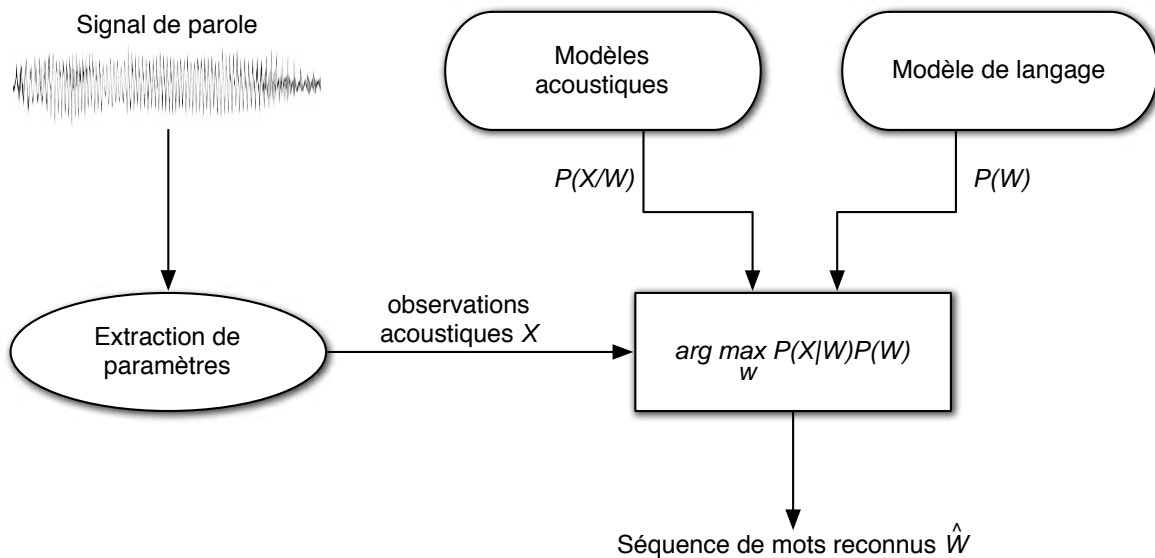 Signal de parole
Modèles
acoustiques
Modèle de langage
P(X/W)
P(W)
observations
acoustiques X
Extraction de
paramètres
arg max P(X|W)P(W)
W
Séquence de mots reconnus Ŵ